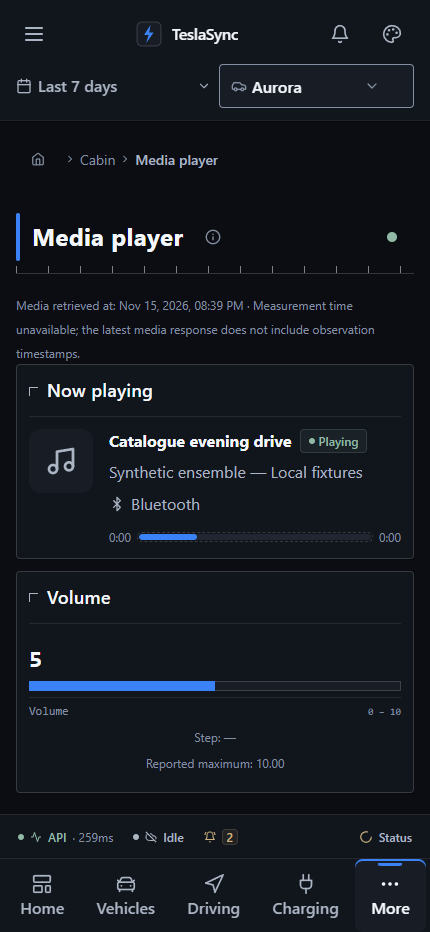 TeslaSync
Last 7 days
Aurora
Cabin
Media player
Media player
Media retrieved at: Nov 15, 2026, 08:39 PM · Measurement time
unavailable; the latest media response does not include observation
timestamps.
Now playing
Catalogue evening drive
Playing
Synthetic ensemble — Local fixtures
Bluetooth
0:00
0:00
Volume
5
Volume
0 – 10
Step: —
Reported maximum: 10.00
API · 259ms
Idle
2
Status
Home
Vehicles
Driving
Charging
More